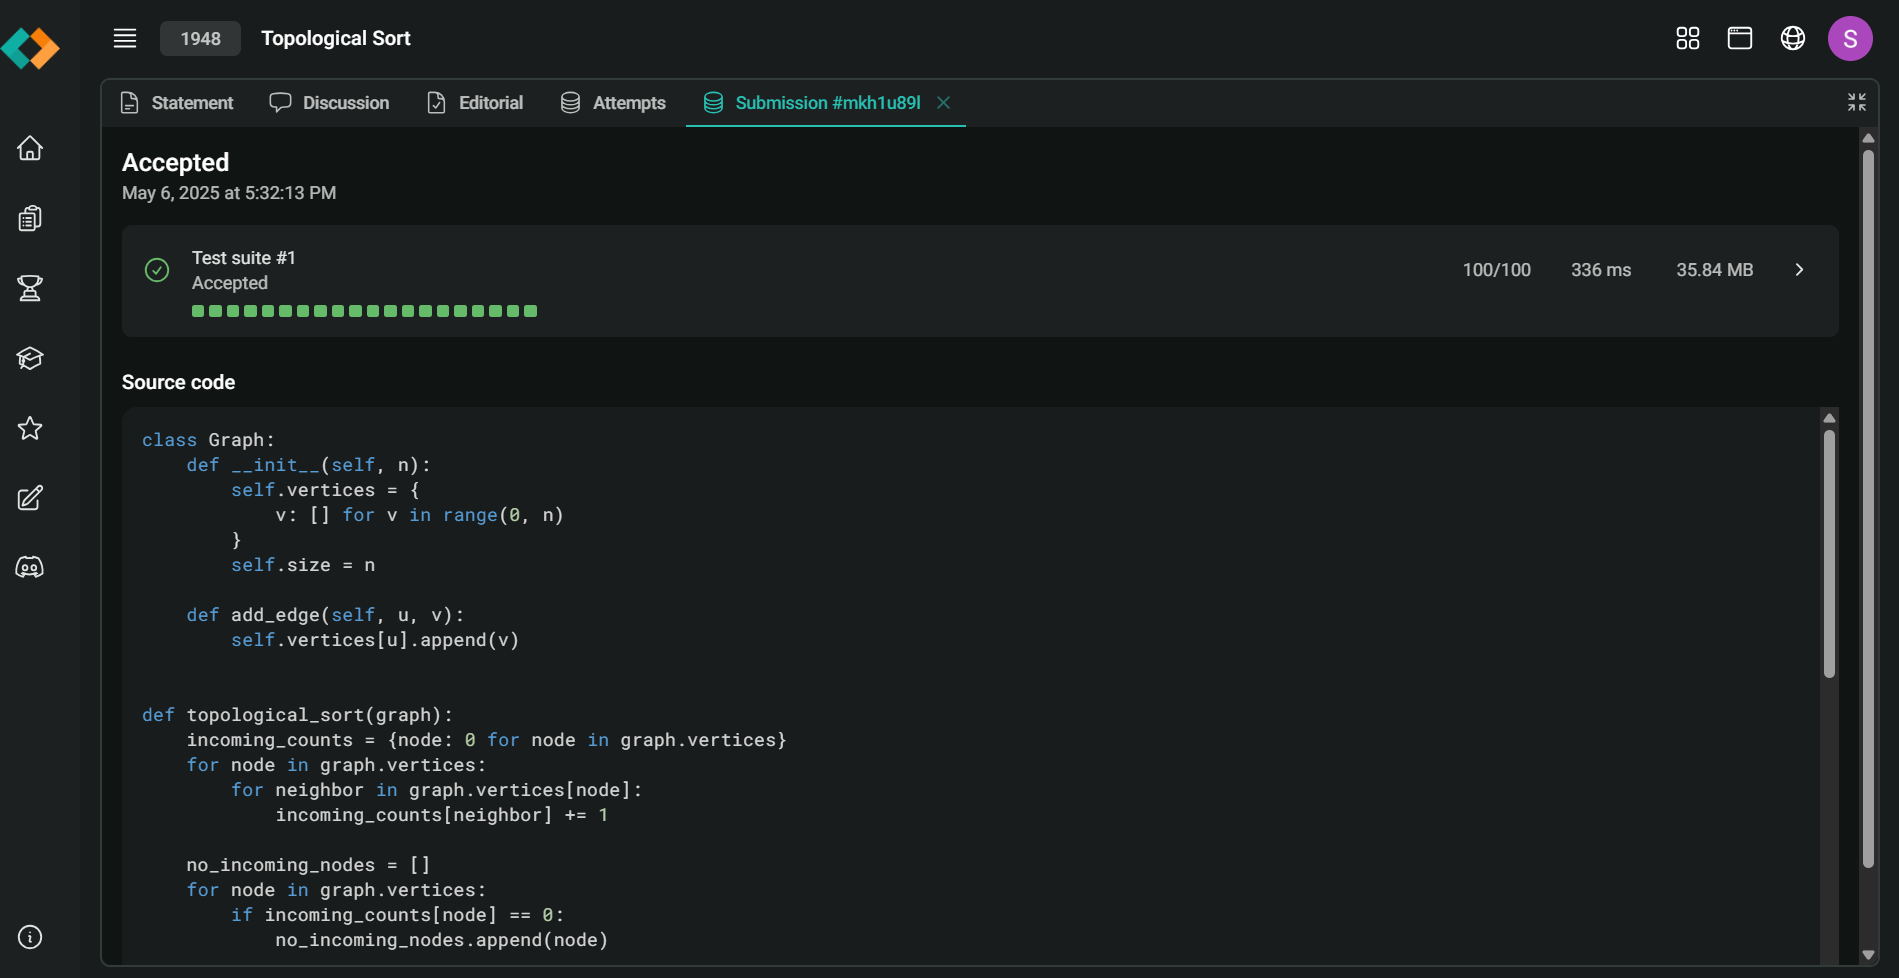 1948 Topological Sort S
Statement Discussion Editorial Attempts Submission #mkh1u89l
Accepted
May 6, 2025 at 5:32:13 PM
Test suite #1
Accepted
100/100 336 ms 35.84 MB
Source code
class Graph:
    def __init__(self, n):
        self.vertices = {
            v: [] for v in range(0, n)
        }
        self.size = n
    def add_edge(self, u, v):
        self.vertices[u].append(v)
def topological_sort(graph):
    incoming_counts = {node: 0 for node in graph.vertices}
    for node in graph.vertices:
        for neighbor in graph.vertices[node]:
            incoming_counts[neighbor] += 1
    no_incoming_nodes = []
    for node in graph.vertices:
        if incoming_counts[node] == 0:
            no_incoming_nodes.append(node)